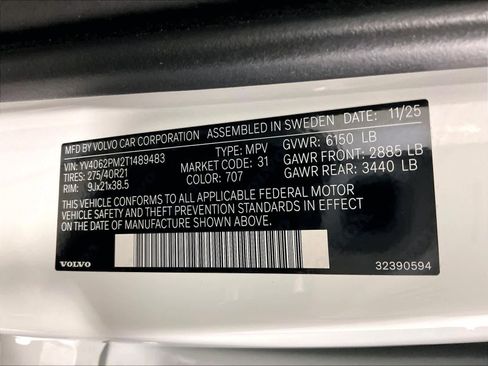 MFD BY VOLVO CAR CORPORATION ASSEMBLED IN SWEDEN DATE: 11/25
VIN: YV4062PM2T1489483 TYPE: MPV GVWR: 6150 LB
TIRES: 275/40R21 MARKET CODE: 31 GAWR FRONT: 2885 LB
RIM: 9Jx21x38.5 COLOR: 707 GAWR REAR: 3440 LB
THIS VEHICLE CONFORMS TO ALL APPLICABLE FEDERAL MOTOR
VEHICLE SAFETY AND THEFT PREVENTION STANDARDS IN EFFECT
ON THE DATE OF MANUFACTURE SHOWN ABOVE.
VOLVO 32390594